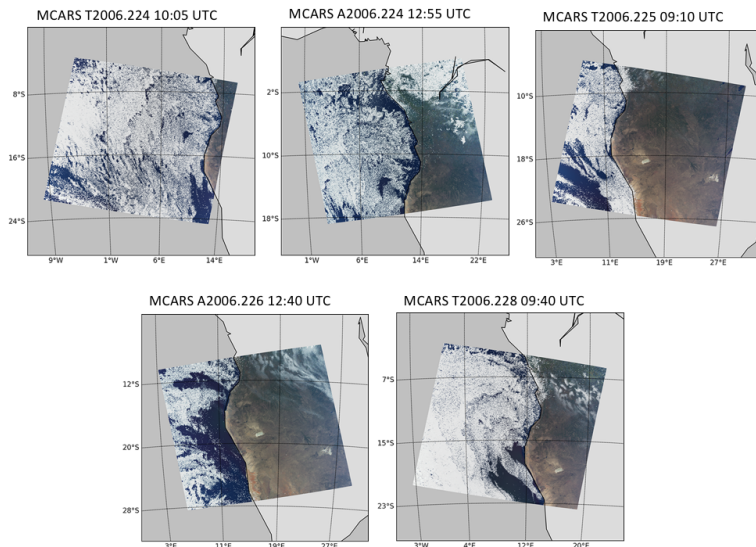 MCARS T2006.224 10:05 UTC
MCARS A2006.224 12:55 UTC
MCARS T2006.225 09:10 UTC
8°S
16°S
24°S
9°W 1°W 6°E 14°E
2°S
10°S
18°S
1°W 6°E 14°E 22°E
10°S
18°S
26°S
3°E 11°E 19°E 27°E
MCARS A2006.226 12:40 UTC
MCARS T2006.228 09:40 UTC
12°S
20°S
28°S
3°E 11°E 19°E 27°E
7°S
15°S
23°S
3°W 4°E 12°E 20°E